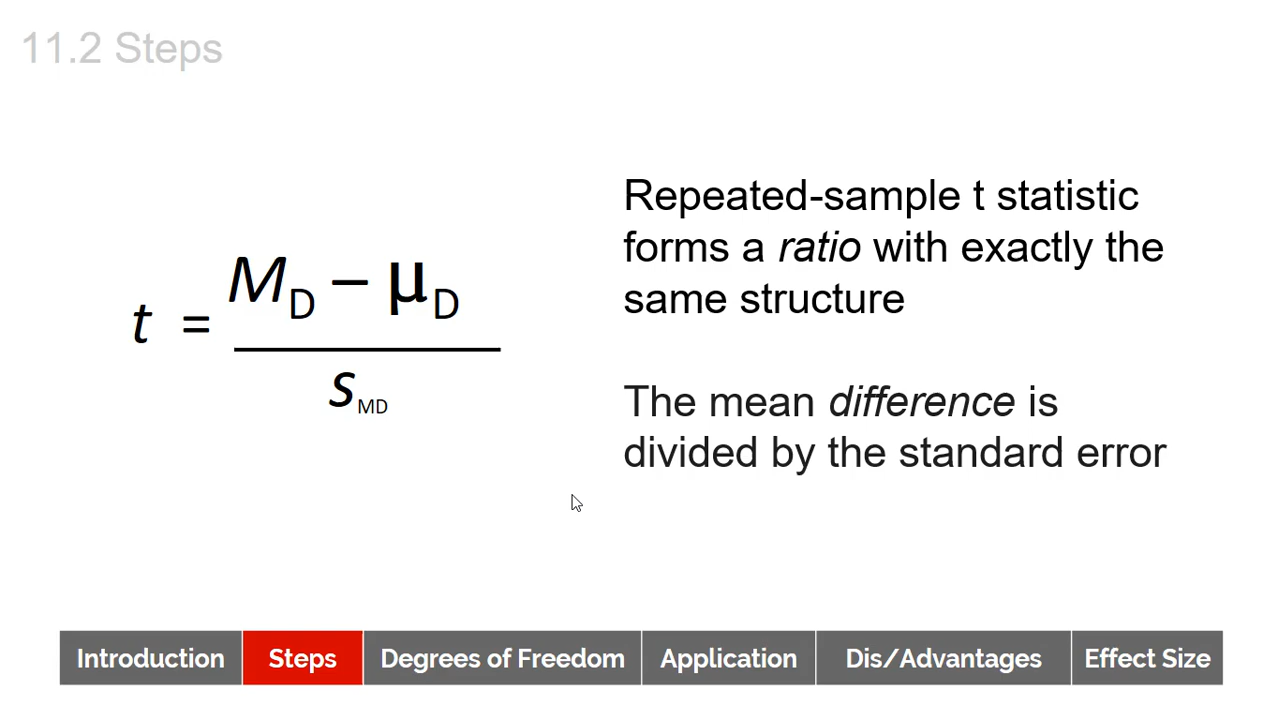 11.2 Steps
t = M_D – μ_D
s_MD
Repeated-sample t statistic
forms a ratio with exactly the
same structure
The mean difference is
divided by the standard error
Introduction Steps Degrees of Freedom Application Dis/Advantages Effect Size